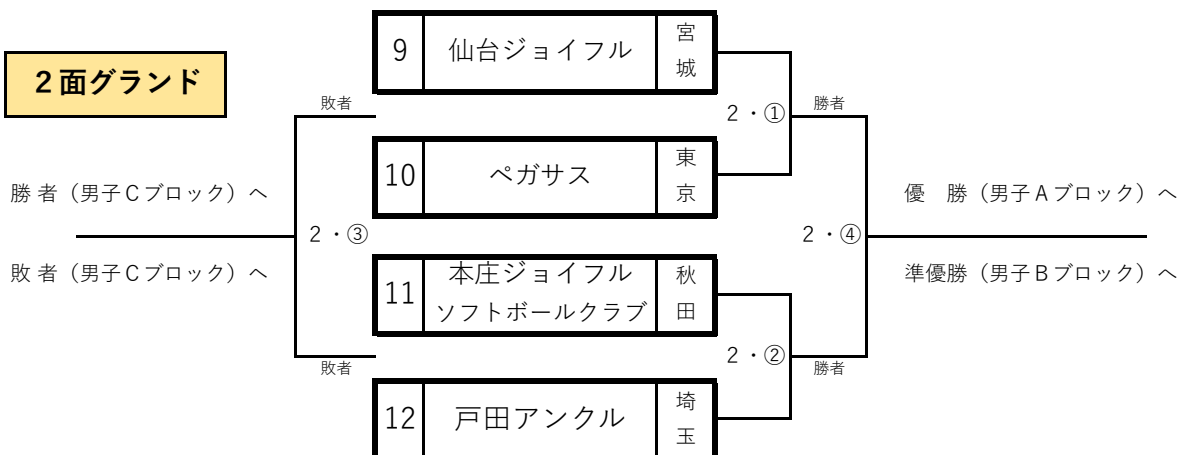 2面グランド
9 仙台ジョイフル 宮城
敗者
2・① 勝者
10 ペガサス 東京
勝 者（男子Cブロック）へ
優　勝（男子Aブロック）へ
2・③
2・④
敗 者（男子Cブロック）へ
準優勝（男子Bブロック）へ
11 本庄ジョイフル
ソフトボールクラブ 秋田
2・②
敗者
勝者
12 戸田アンクル 埼玉